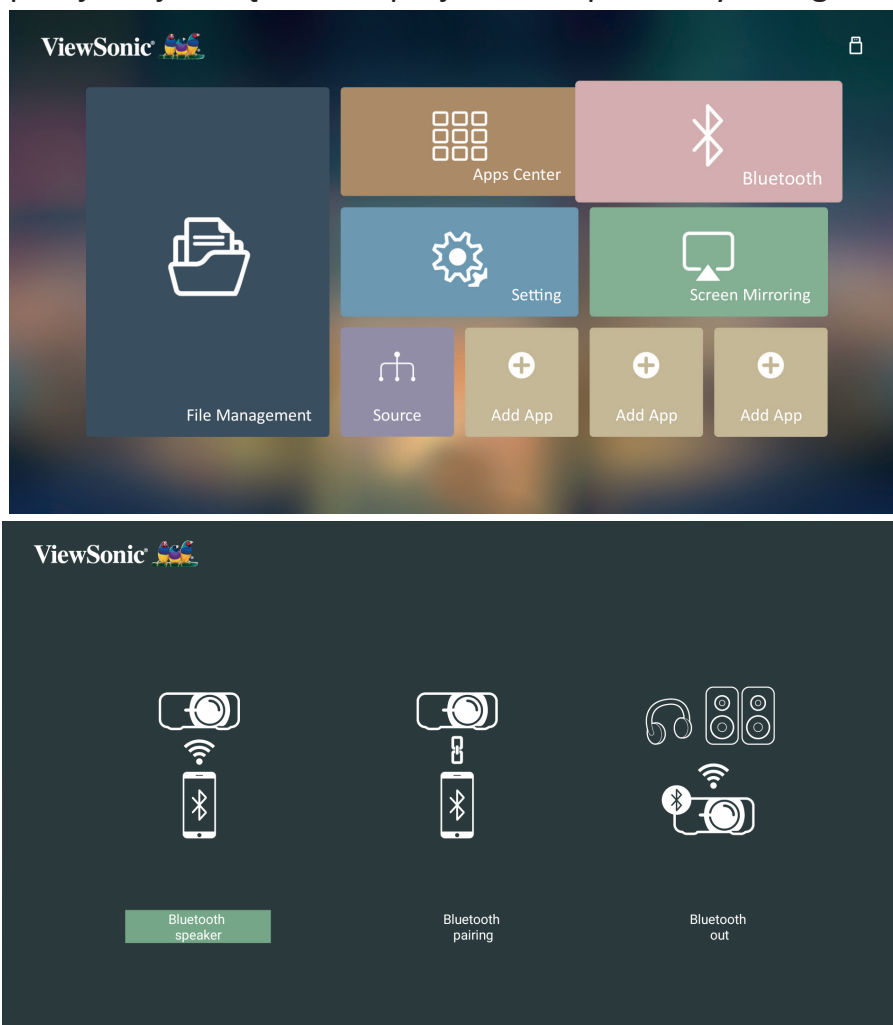 ViewSonic®
Apps Center
Bluetooth
Setting
Screen Mirroring
File Management
Source
Add App
Add App
Add App
ViewSonic®
Bluetooth
speaker
Bluetooth
pairing
Bluetooth
out